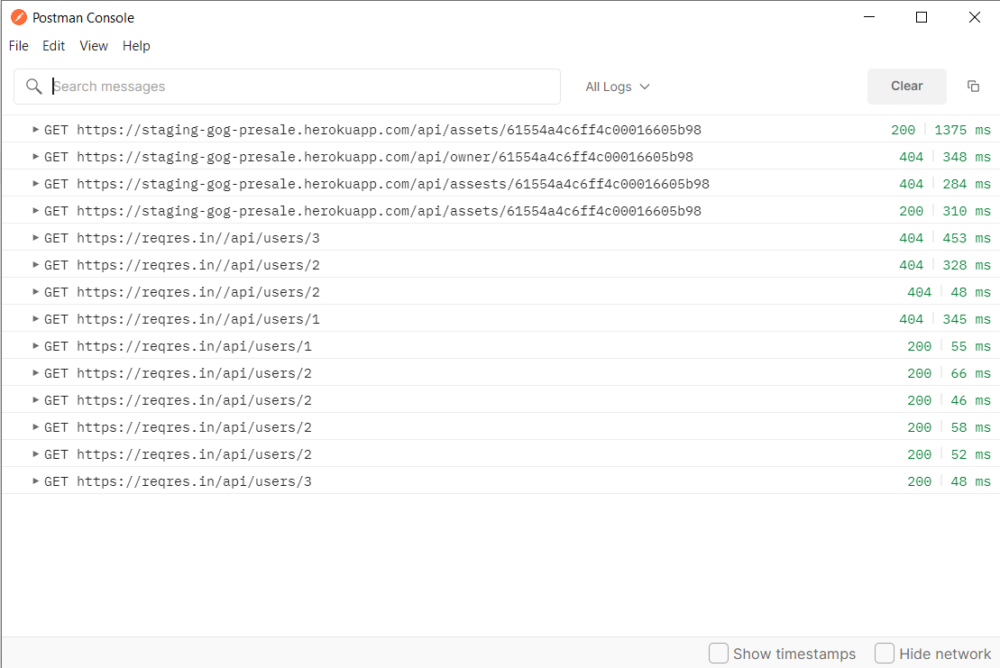 Postman Console
File Edit View Help
Search messages All Logs Clear
GET https://staging-gog-presale.herokuapp.com/api/assets/61554a4c6ff4c00016605b98 200 1375 ms
GET https://staging-gog-presale.herokuapp.com/api/owner/61554a4c6ff4c00016605b98 404 348 ms
GET https://staging-gog-presale.herokuapp.com/api/assests/61554a4c6ff4c00016605b98 404 284 ms
GET https://staging-gog-presale.herokuapp.com/api/assets/61554a4c6ff4c00016605b98 200 310 ms
GET https://reqres.in//api/users/3 404 453 ms
GET https://reqres.in//api/users/2 404 328 ms
GET https://reqres.in//api/users/2 404 48 ms
GET https://reqres.in//api/users/1 404 345 ms
GET https://reqres.in/api/users/1 200 55 ms
GET https://reqres.in/api/users/2 200 66 ms
GET https://reqres.in/api/users/2 200 46 ms
GET https://reqres.in/api/users/2 200 58 ms
GET https://reqres.in/api/users/2 200 52 ms
GET https://reqres.in/api/users/3 200 48 ms
Show timestamps Hide network